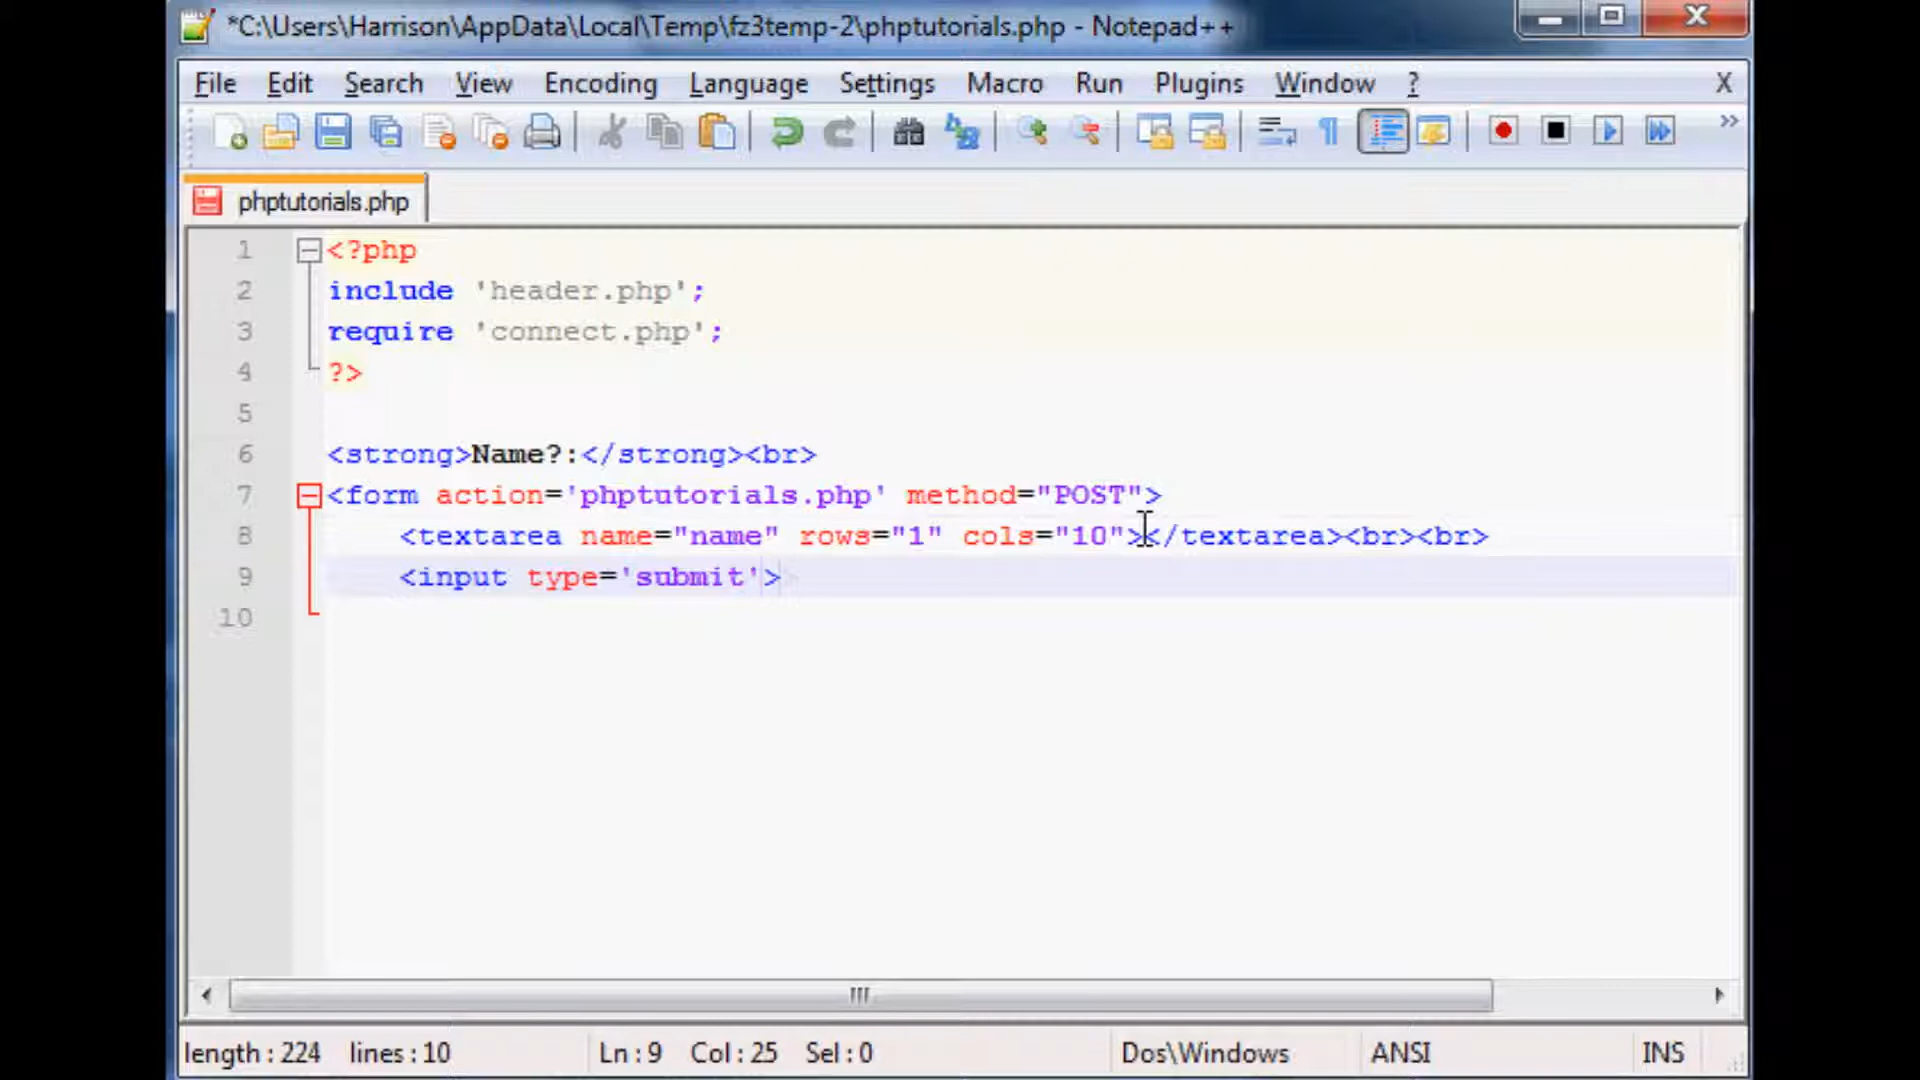 *C:\Users\Harrison\AppData\Local\Temp\fz3temp-2\phptutorials.php - Notepad++
File Edit Search View Encoding Language Settings Macro Run Plugins Window ? X
phptutorials.php
1 <?php
2 include 'header.php';
3 require 'connect.php';
4 ?>
5
6 <strong>Name?:</strong><br>
7 <form action='phptutorials.php' method="POST">
8 <textarea name="name" rows="1" cols="10"></textarea><br><br>
9 <input type='submit'>
10
length : 224 lines : 10 Ln : 9 Col : 25 Sel : 0 Dos\Windows ANSI INS